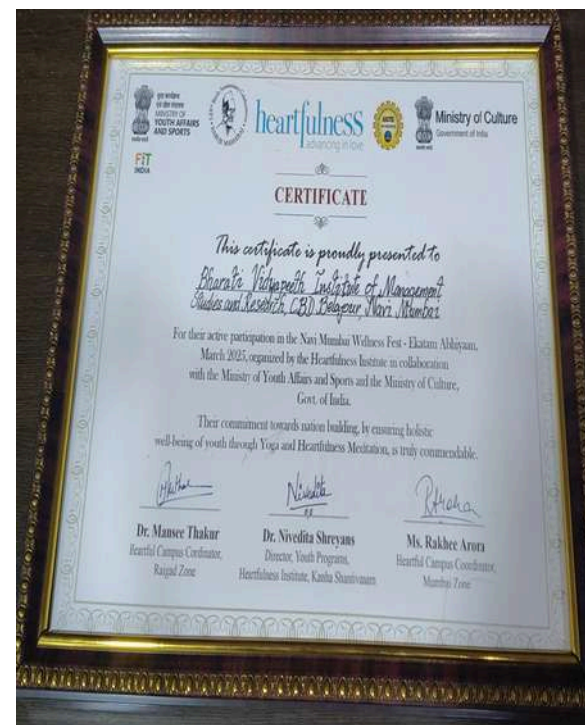 युवा कार्यक्रम
एवं खेल मंत्रालय
MINISTRY OF
YOUTH AFFAIRS
AND SPORTS
FIT
INDIA
heartfulness
advancing in love
Ministry of Culture
Government of India
CERTIFICATE
This certificate is proudly presented to
Bharati Vidyapeeth Institute of Management
Studies and Research, CBD Belapur, Navi Mumbai
For their active participation in the Navi Mumbai Wellness Fest - Ekatam Abhiyaan,
March 2025, organized by the Heartfulness Institute in collaboration
with the Ministry of Youth Affairs and Sports and the Ministry of Culture,
Govt. of India.
Their commitment towards nation building, by ensuring holistic
well-being of youth through Yoga and Heartfulness Meditation, is truly commendable.
Nivedita
Dr. Mansee Thakur
Heartful Campus Cordinator,
Raigad Zone
Dr. Nivedita Shreyans
Director, Youth Programs,
Heartfulness Institute, Kanha Shantivanam
Ms. Rakhee Arora
Heartful Campus Coordinator,
Mumbai Zone